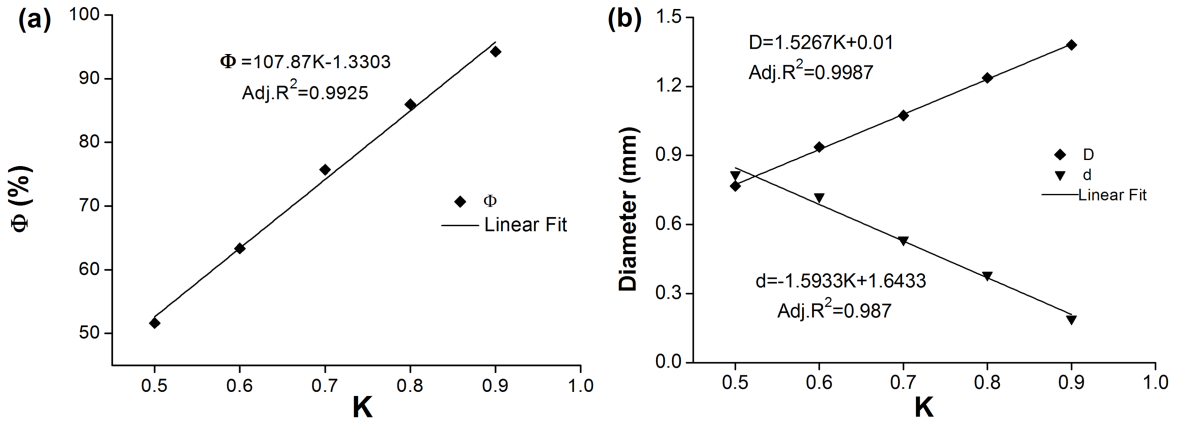 (a)
100
90
80
70
60
50
Φ (%)
Φ =107.87K-1.3303
Adj.R²=0.9925
Φ
Linear Fit
0.5 0.6 0.7 0.8 0.9 1.0
K
(b)
1.5
1.2
0.9
0.6
0.3
0.0
Diameter (mm)
D=1.5267K+0.01
Adj.R²=0.9987
D
d
Linear Fit
d=-1.5933K+1.6433
Adj.R²=0.987
0.5 0.6 0.7 0.8 0.9 1.0
K